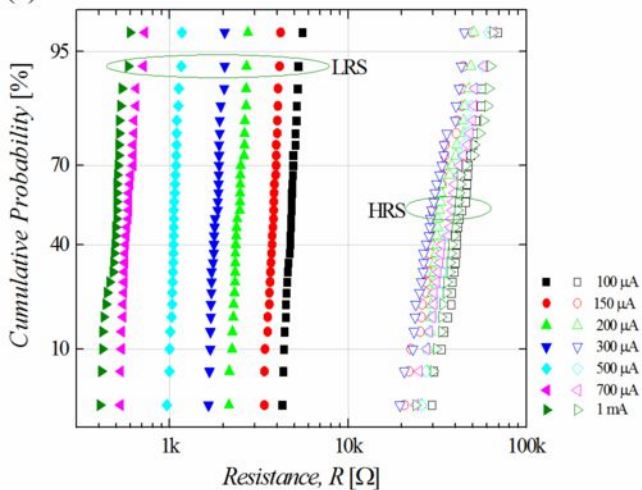 95
LRS
70
HRS
40
10
Cumulative Probability [%]
100 µA
150 µA
200 µA
300 µA
500 µA
700 µA
1 mA
1k
10k
100k
Resistance, R [Ω]